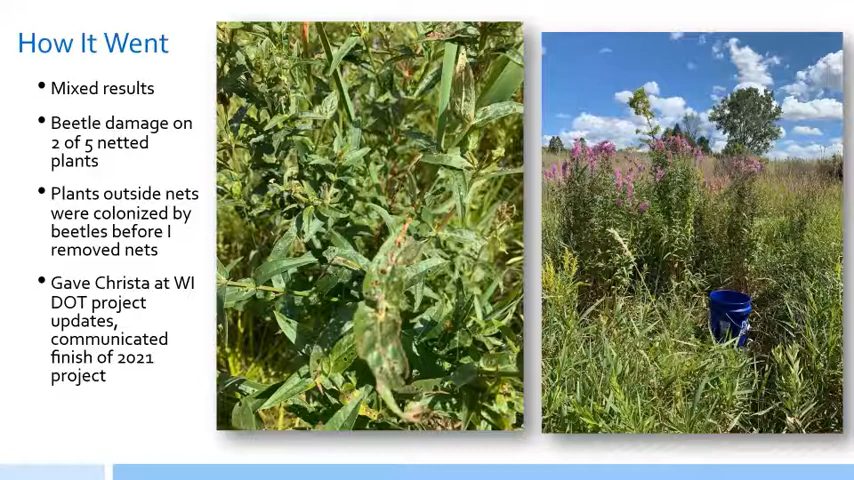 How It Went
• Mixed results
• Beetle damage on
2 of 5 netted
plants
• Plants outside nets
were colonized by
beetles before I
removed nets
• Gave Christa at WI
DOT project
updates,
communicated
finish of 2021
project